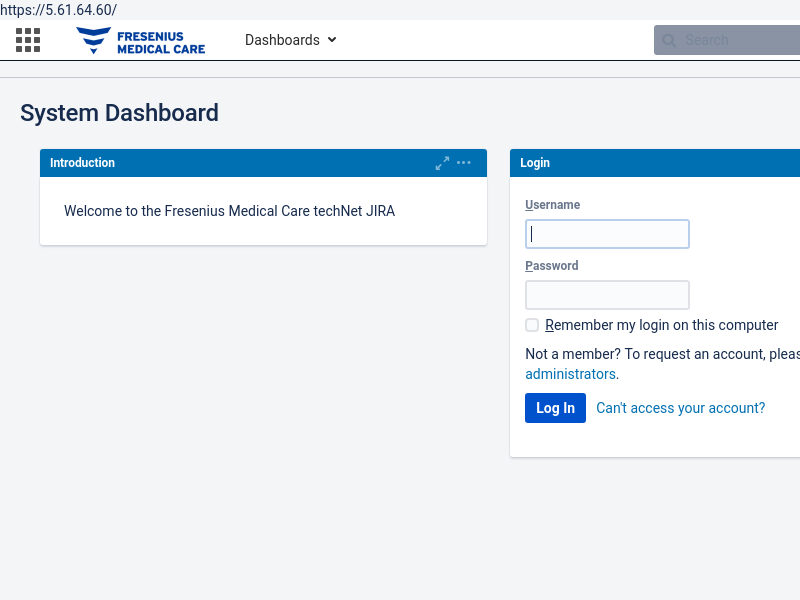 https://5.61.64.60/
FRESENIUS
MEDICAL CARE
Dashboards
Search
System Dashboard
Introduction
Welcome to the Fresenius Medical Care techNet JIRA
Login
Username
Password
Remember my login on this computer
Not a member? To request an account, pleas
administrators.
Log In
Can't access your account?